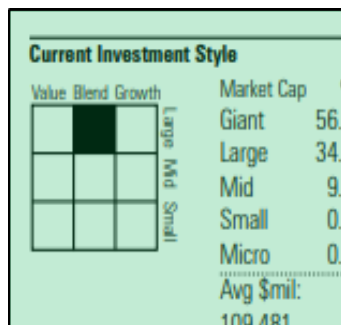 Current Investment Style
Value Blend Growth
Large Mid Small
Market Cap
Giant 56.
Large 34.
Mid 9.
Small 0.
Micro 0.
Avg $mil:
109,481